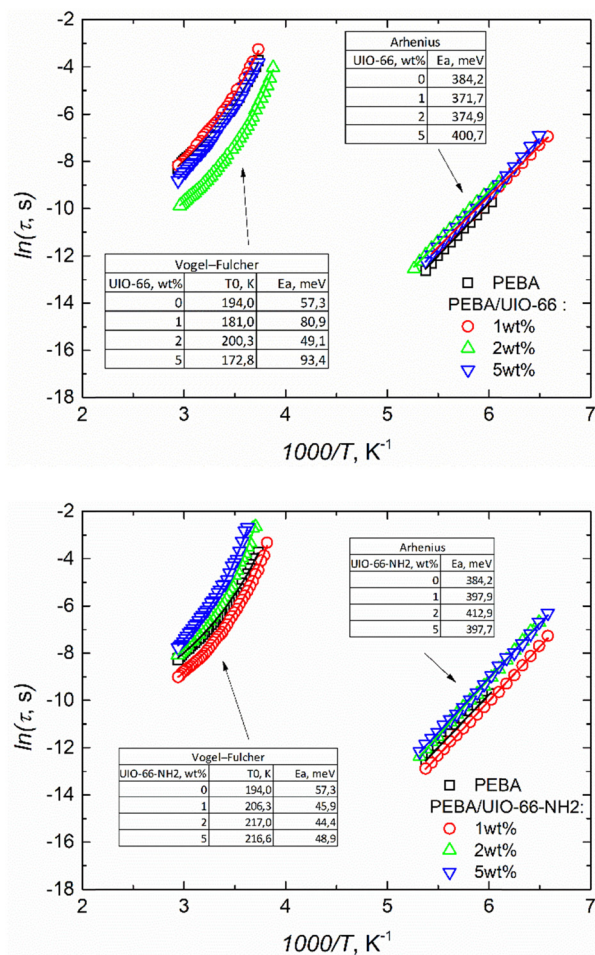 -2
-4
-6
-8
-10
-12
-14
-16
-18
ln(τ, s)
Arhenius
UIO-66, wt% Ea, meV
0 384,2
1 371,7
2 374,9
5 400,7
Vogel–Fulcher
UIO-66, wt% T0, K Ea, meV
0 194,0 57,3
1 181,0 80,9
2 200,3 49,1
5 172,8 93,4
PEBA
PEBA/UIO-66 :
1wt%
2wt%
5wt%
2 3 4 5 6 7
1000/T, K-1
-2
-4
-6
-8
-10
-12
-14
-16
-18
ln(τ, s)
Arhenius
UIO-66-NH2, wt% Ea, meV
0 384,2
1 397,9
2 412,9
5 397,7
Vogel–Fulcher
UIO-66-NH2, wt% T0, K Ea, meV
0 194,0 57,3
1 206,3 45,9
2 217,0 44,4
5 216,6 48,9
PEBA
PEBA/UIO-66-NH2:
1wt%
2wt%
5wt%
2 3 4 5 6 7
1000/T, K-1